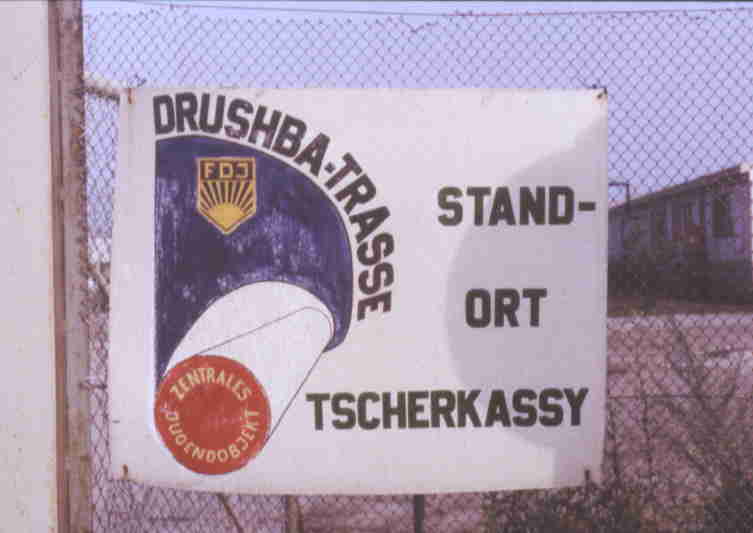 DRUSHBA-TRASSE
FDJ
STAND-
ORT
TSCHERKASSY
ZENTRALES
JUGENDOBJEKT